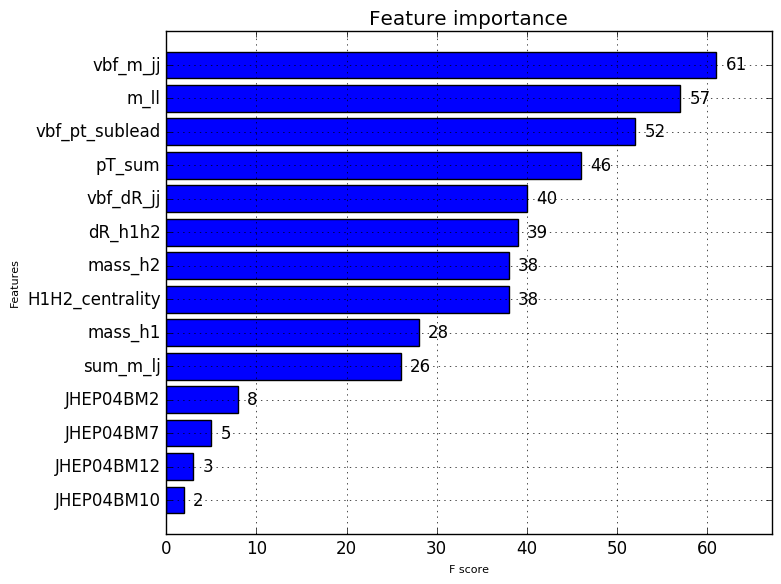 Feature importance
Features
vbf_m_jj 61
m_ll 57
vbf_pt_sublead 52
pT_sum 46
vbf_dR_jj 40
dR_h1h2 39
mass_h2 38
H1H2_centrality 38
mass_h1 28
sum_m_lj 26
JHEP04BM2 8
JHEP04BM7 5
JHEP04BM12 3
JHEP04BM10 2
0 10 20 30 40 50 60
F score